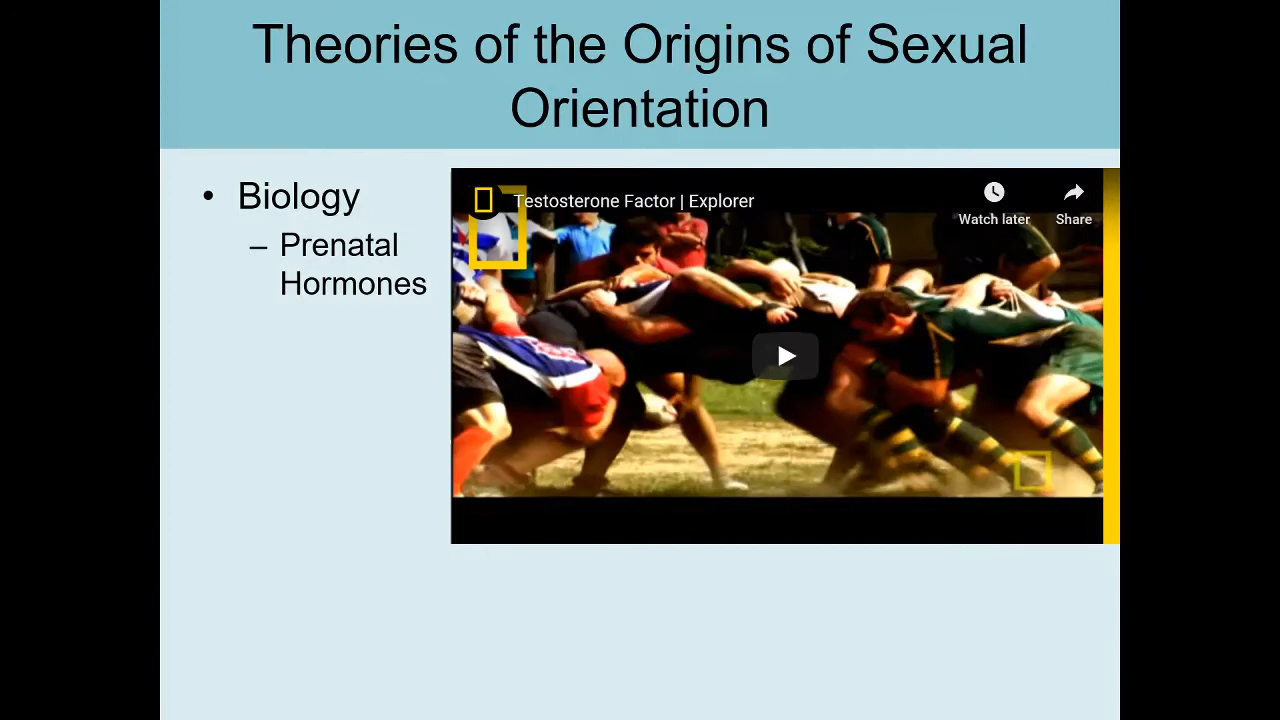 Theories of the Origins of Sexual
Orientation
• Biology
– Prenatal
Hormones
Testosterone Factor | Explorer
Watch later
Share